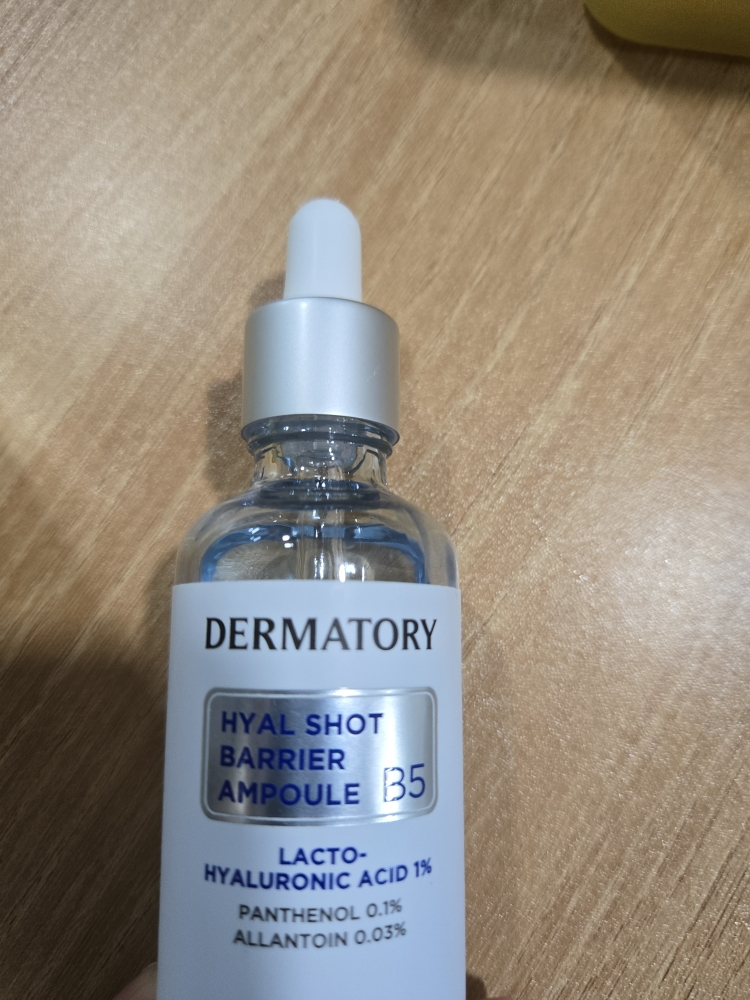 DERMATORY
HYAL SHOT
BARRIER
AMPOULE B5
LACTO-
HYALURONIC ACID 1%
PANTHENOL 0.1%
ALLANTOIN 0.03%